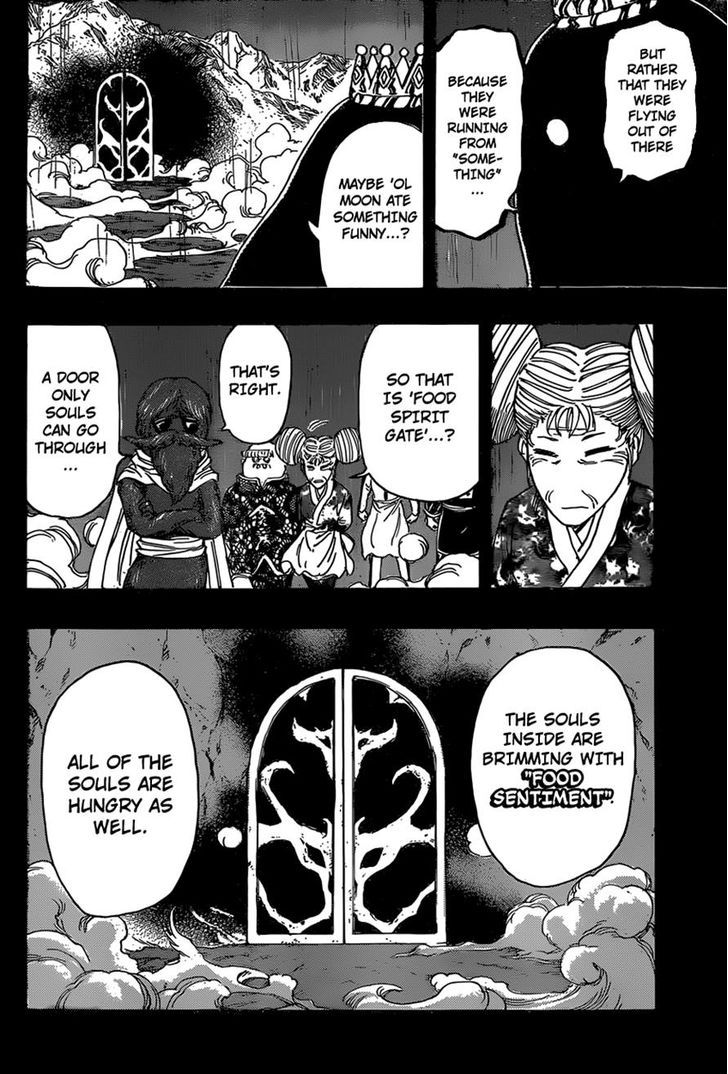 BUT
RATHER
THAT THEY
WERE
FLYING
OUT OF
THERE
BECAUSE
THEY
WERE
RUNNING
FROM
"SOME-
THING"
...
MAYBE 'OL
MOON ATE
SOMETHING
FUNNY...?
SO THAT
IS 'FOOD
SPIRIT
GATE'...?
THAT'S
RIGHT.
A DOOR
ONLY
SOULS
CAN GO
THROUGH
...
THE SOULS
INSIDE ARE
BRIMMING WITH
"FOOD
SENTIMENT".
ALL OF THE
SOULS ARE
HUNGRY AS
WELL.